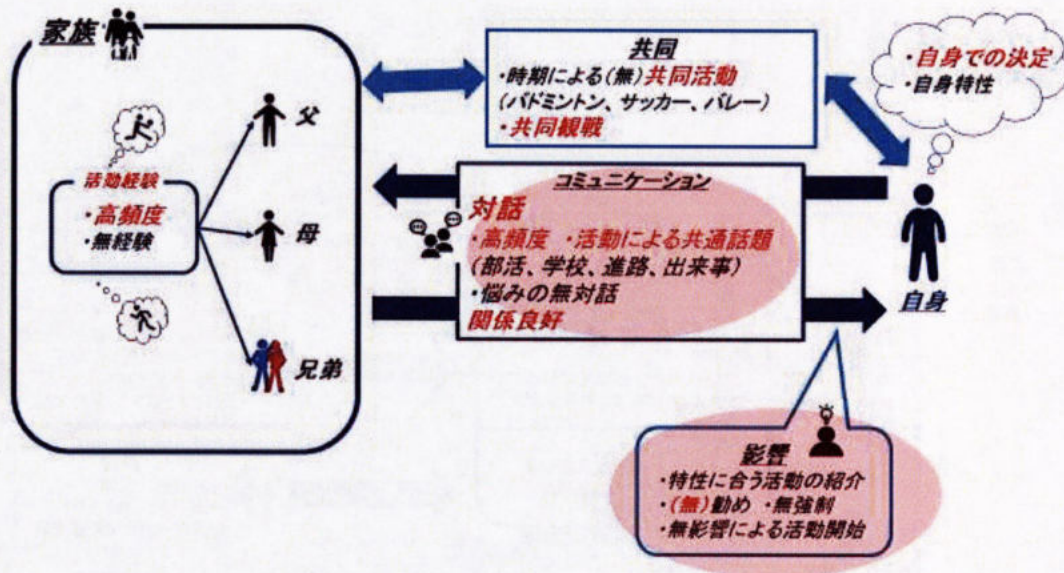 家族
活動経験
・高頻度
・無経験
父
母
兄弟
共同
・時期による(無)共同活動
(バドミントン、サッカー、バレー)
・共同観戦
コミュニケーション
対話
・高頻度 ・活動による共通話題
(部活、学校、進路、出来事)
・悩みの無対話
関係良好
・自身での決定
・自身特性
自身
影響
・特性に合う活動の紹介
・(無)勧め ・無強制
・無影響による活動開始